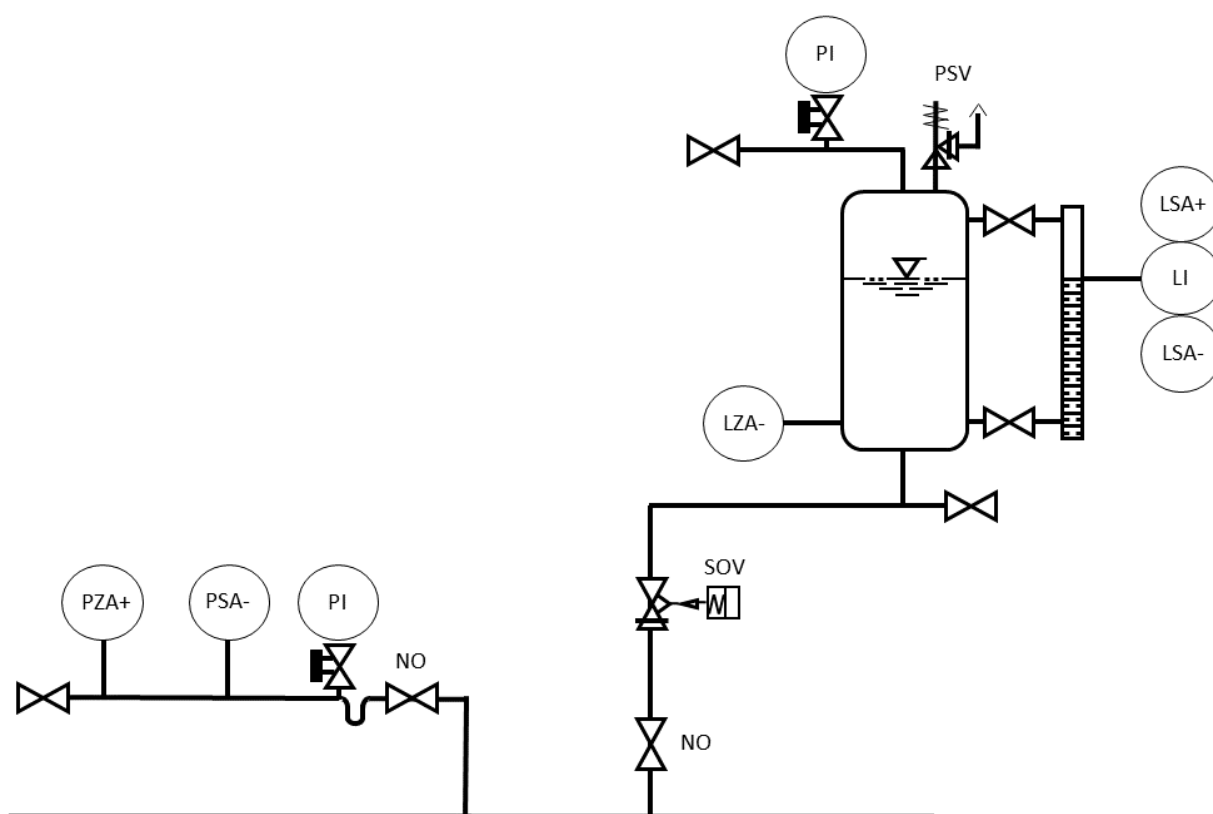 PI
PSV
LSA+
LI
LSA-
LZA-
SOV
PZA+
PSA-
PI
NO
NO